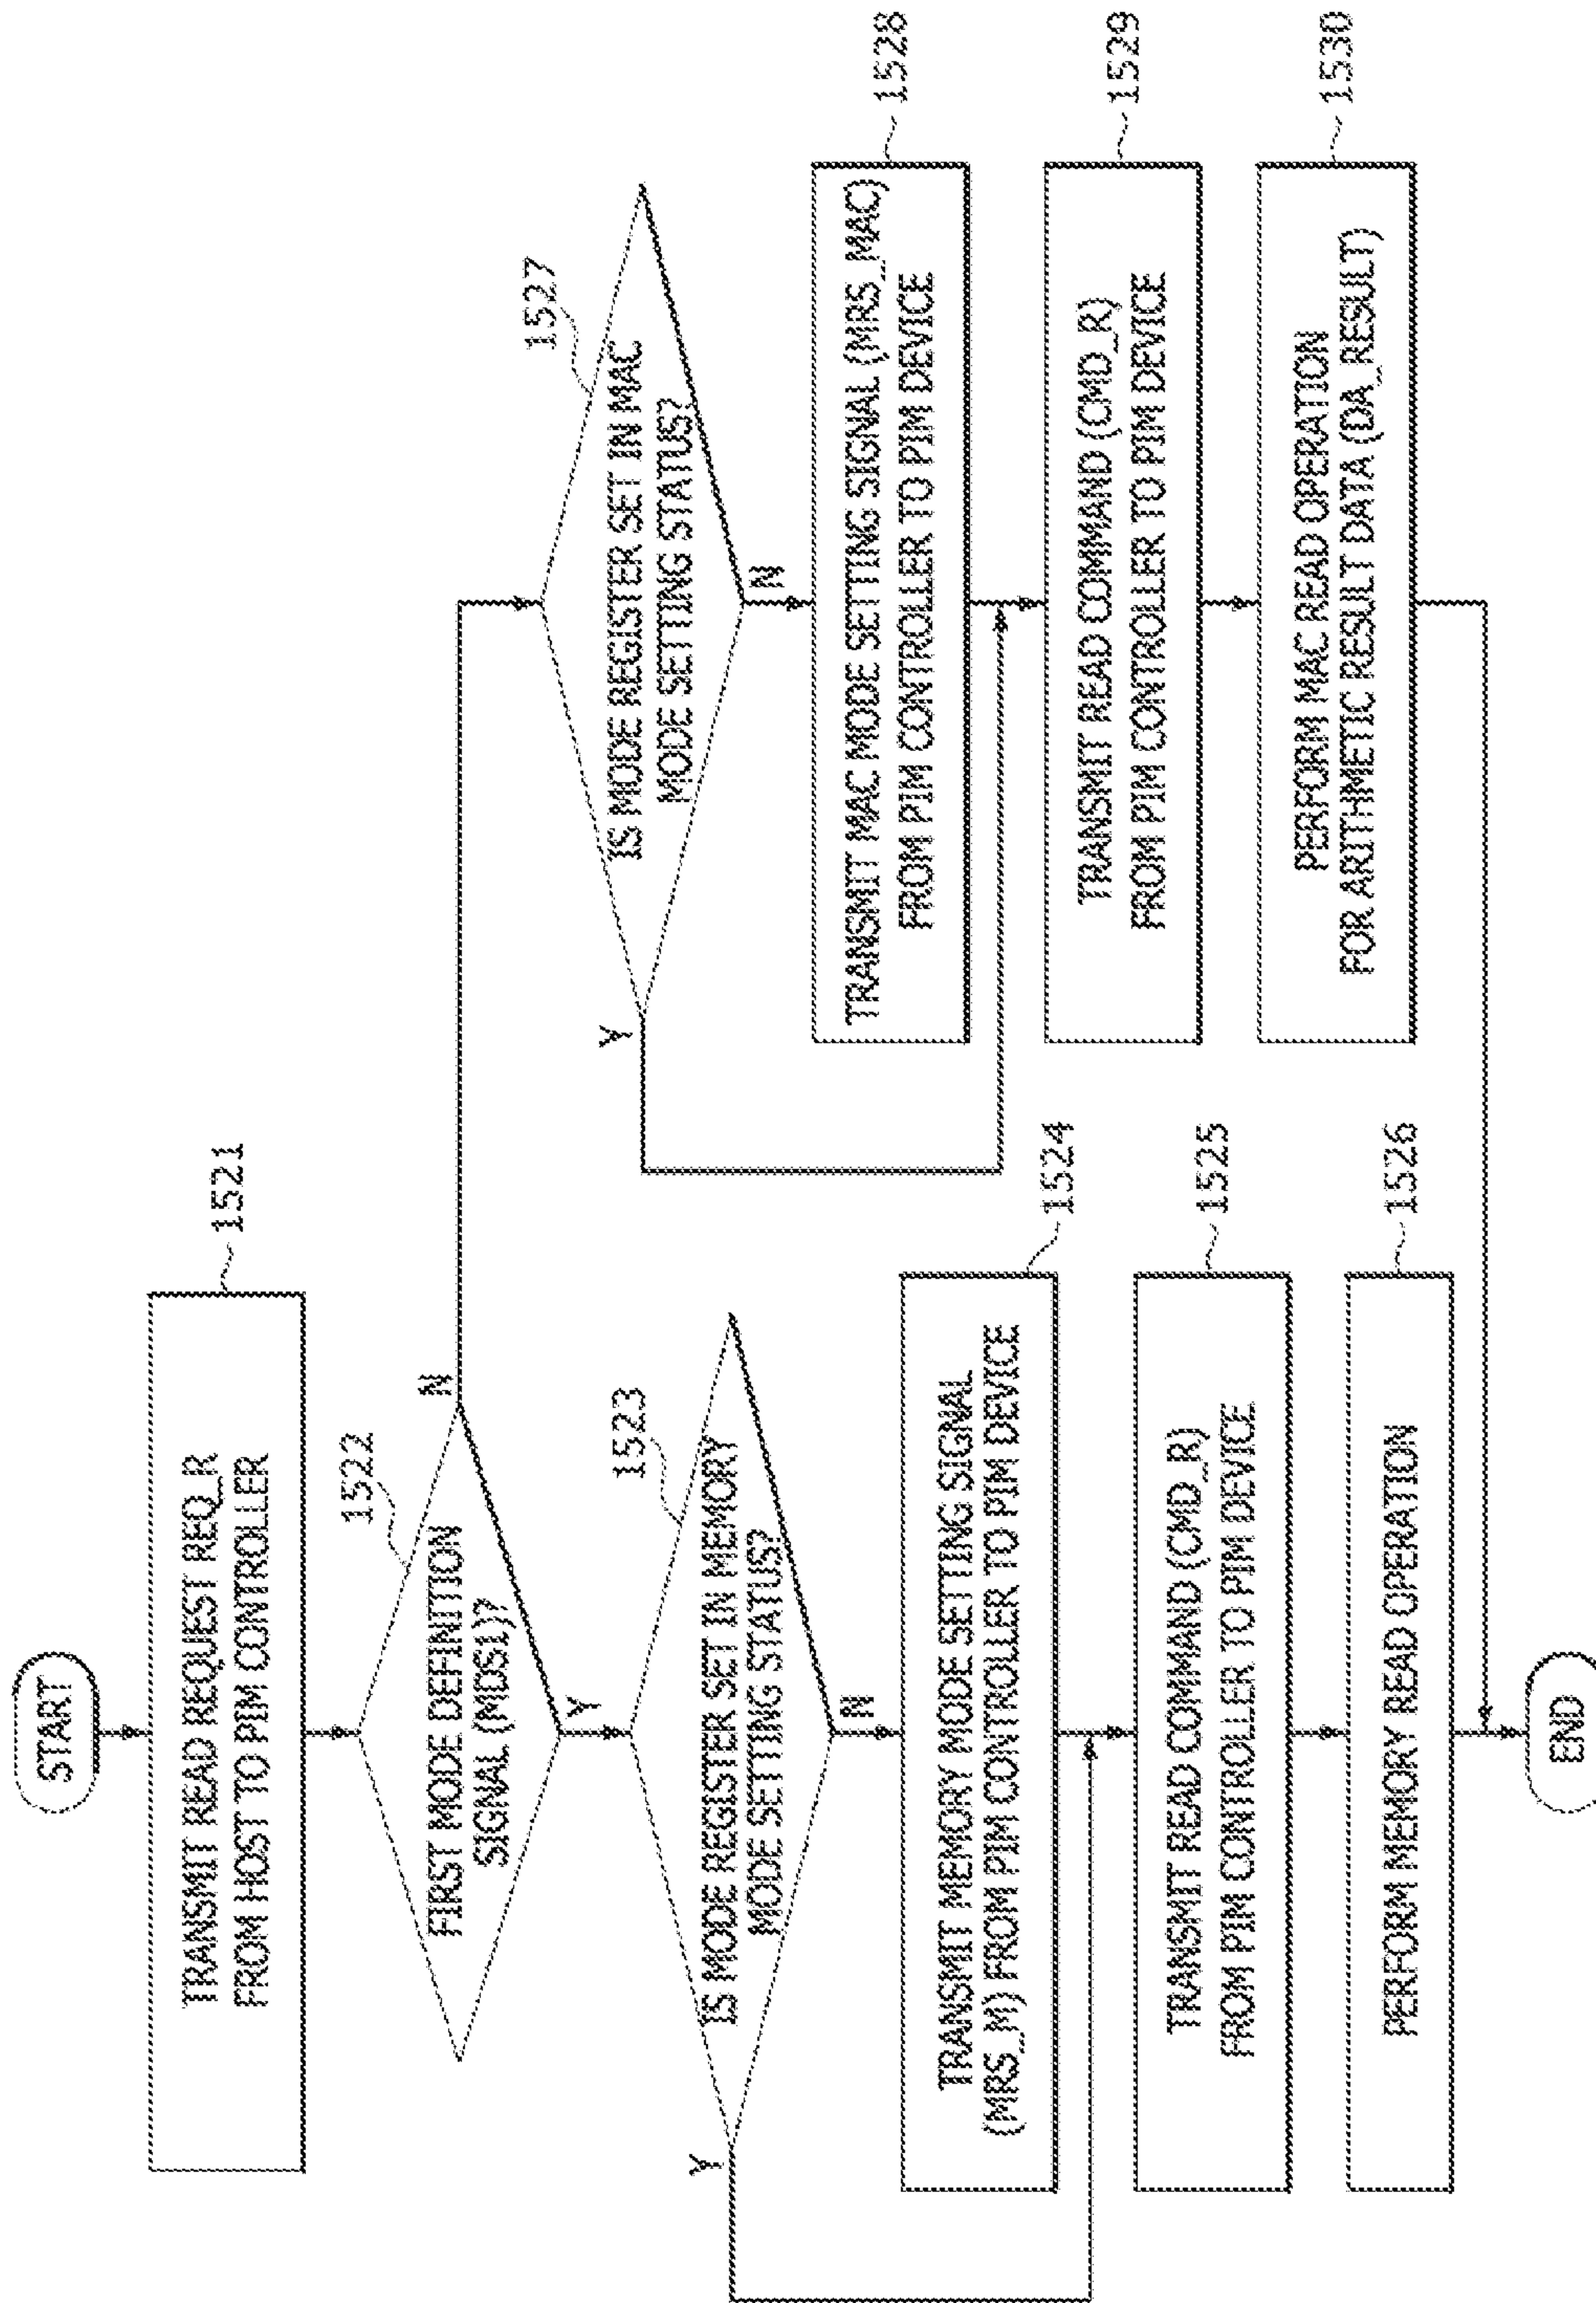 START
TRANSMIT READ REQUEST REQ_R
FROM HOST TO PIM CONTROLLER
1521
FIRST MODE DEFINITION
SIGNAL (MDS1)?
1522
N
Y
IS MODE REGISTER SET IN MEMORY
MODE SETTING STATUS?
1523
Y
N
TRANSMIT MEMORY MODE SETTING SIGNAL
(MRS_M) FROM PIM CONTROLLER TO PIM DEVICE
1524
TRANSMIT READ COMMAND (CMD_R)
FROM PIM CONTROLLER TO PIM DEVICE
1525
PERFORM MEMORY READ OPERATION
1526
IS MODE REGISTER SET IN MAC
MODE SETTING STATUS?
1527
Y
N
TRANSMIT MAC MODE SETTING SIGNAL (MRS_MAC)
FROM PIM CONTROLLER TO PIM DEVICE
1528
TRANSMIT READ COMMAND (CMD_R)
FROM PIM CONTROLLER TO PIM DEVICE
1529
PERFORM MAC READ OPERATION
FOR ARITHMETIC RESULT DATA (DA_RESULT)
1530
END